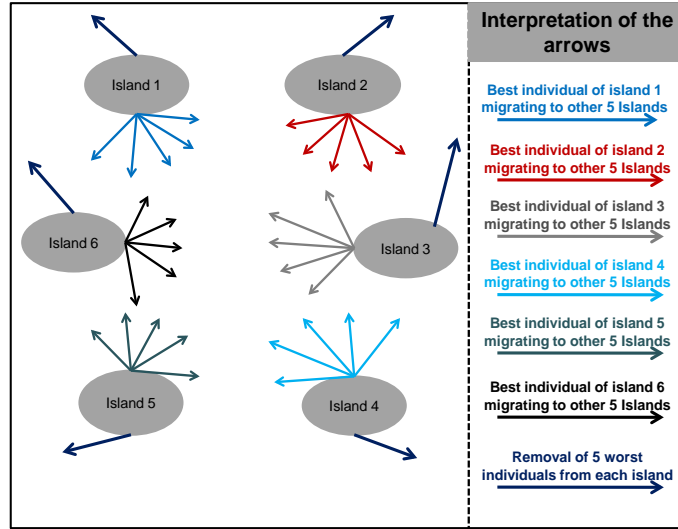 Island 1
Island 2
Island 6
Island 3
Island 5
Island 4
Interpretation of the
arrows
Best individual of island 1
migrating to other 5 Islands
Best individual of island 2
migrating to other 5 Islands
Best individual of island 3
migrating to other 5 Islands
Best individual of island 4
migrating to other 5 Islands
Best individual of island 5
migrating to other 5 Islands
Best individual of island 6
migrating to other 5 Islands
Removal of 5 worst
individuals from each island